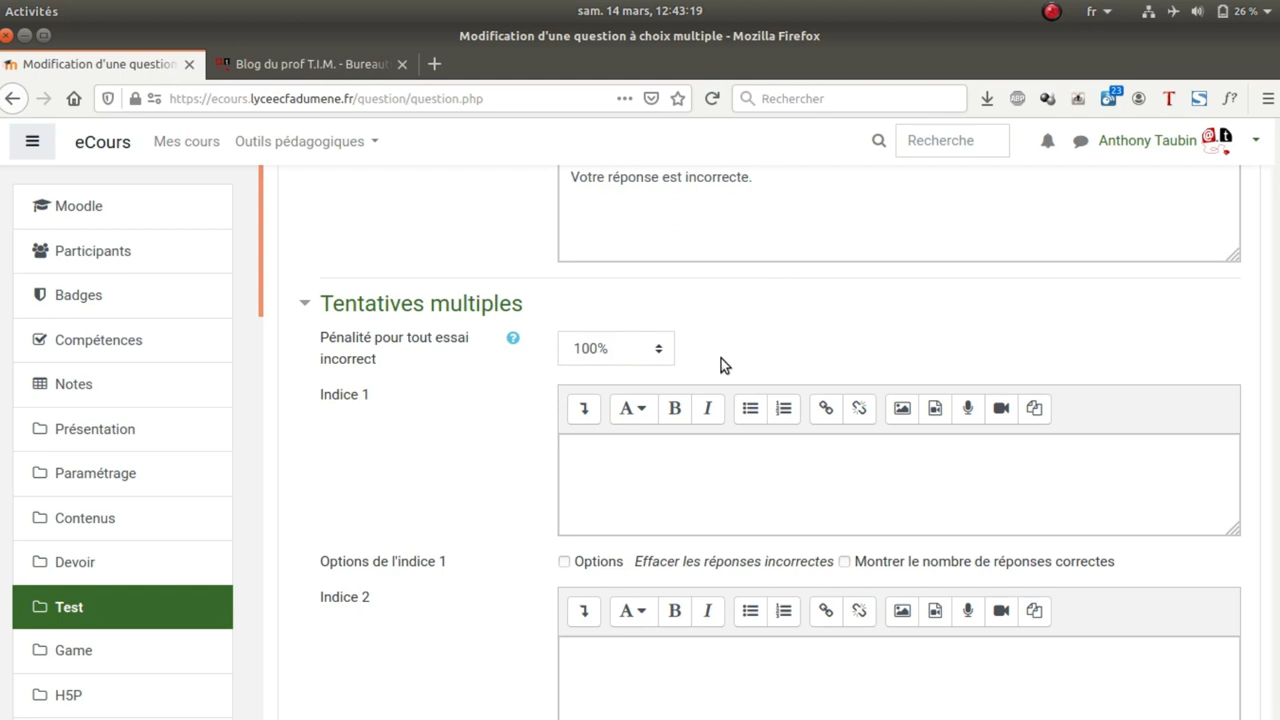 Activités
sam. 14 mars, 12:43:19
fr
26 %
Modification d'une question à choix multiple - Mozilla Firefox
Modification d'une question
Blog du prof T.I.M. - Bureaut
https://ecours.lyceecfadumene.fr/question/question.php
Rechercher
ABP
23
T
S
f?
eCours
Mes cours
Outils pédagogiques
Recherche
Anthony Taubin
@.t
Votre réponse est incorrecte.
Moodle
Participants
Badges
Compétences
Notes
Présentation
Paramétrage
Contenus
Devoir
Test
Game
H5P
Tentatives multiples
Pénalité pour tout essai
incorrect
100%
Indice 1
A B I
Options de l'indice 1
Options Effacer les réponses incorrectes Montrer le nombre de réponses correctes
Indice 2
A B I